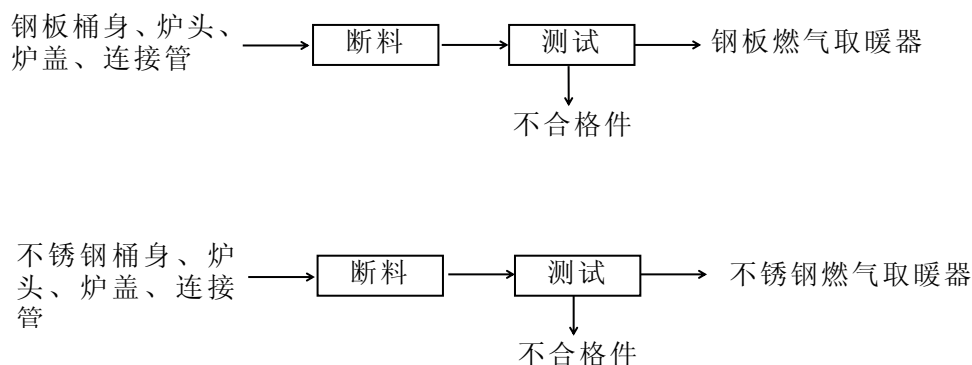 钢板桶身、炉头、
炉盖、连接管
断料
测试
钢板燃气取暖器
不合格件
不锈钢桶身、炉
头、炉盖、连接
管
断料
测试
不锈钢燃气取暖器
不合格件